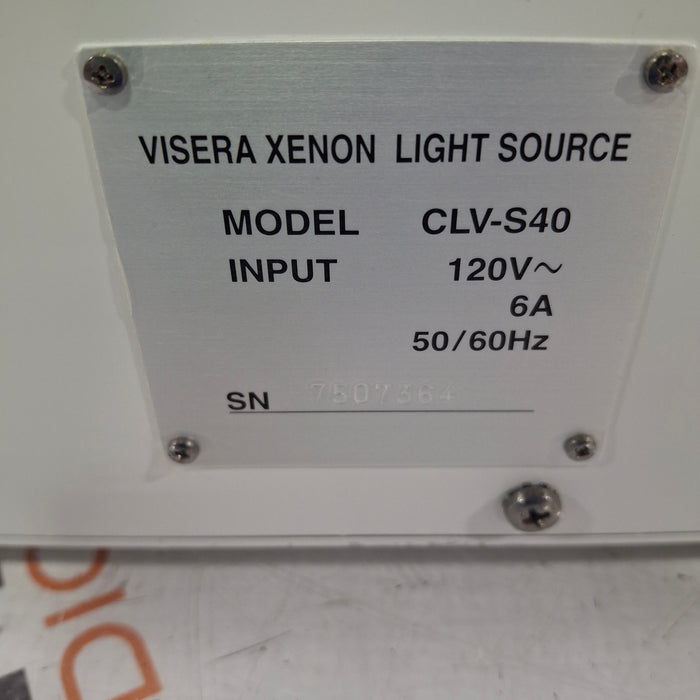 VISERA XENON LIGHT SOURCE
MODEL CLV-S40
INPUT 120V~
6A
50/60Hz
SN 7507364